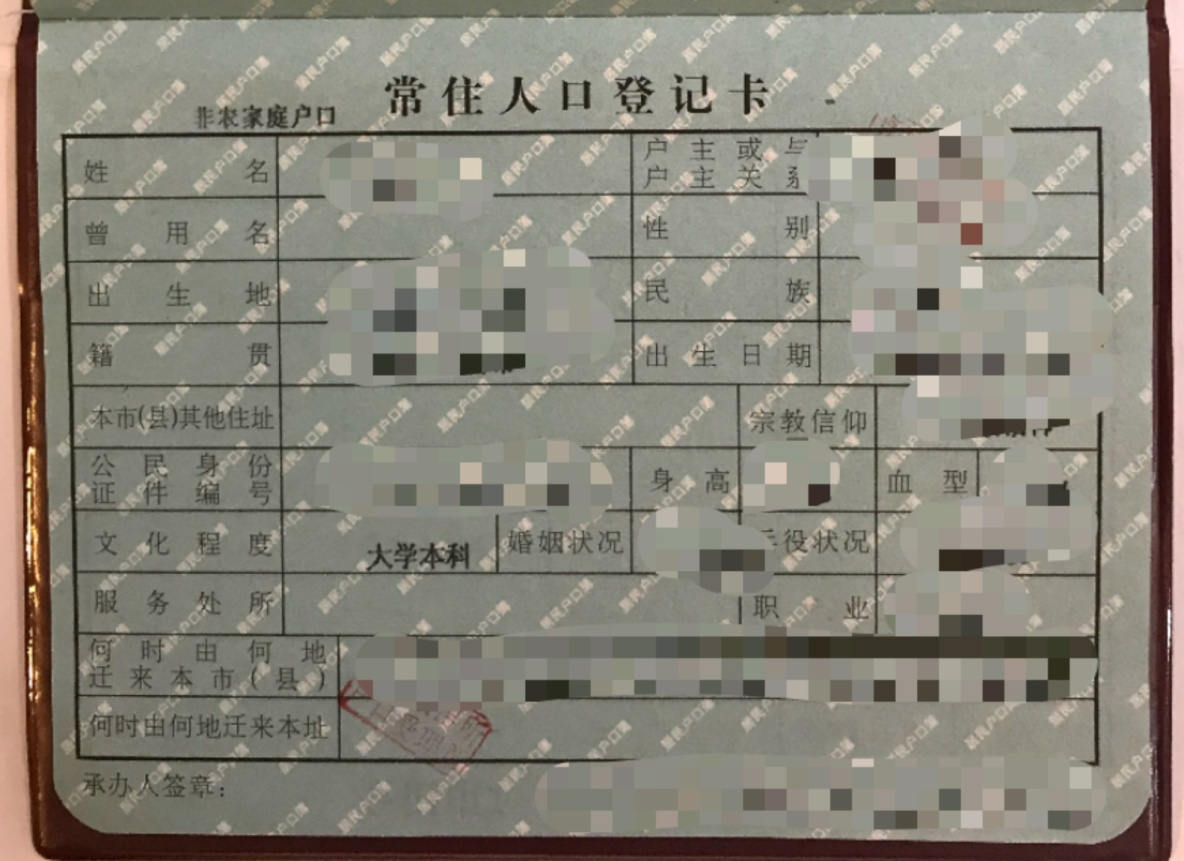 常住人口登记卡
非农家庭户口
姓名
户主或与
户主关系
曾用名
性别
出生地
民族
籍贯
出生日期
本市(县)其他住址
宗教信仰
公民身份
证件编号
身高
血型
文化程度
大学本科
婚姻状况
役状况
服务处所
职业
何时由何地
迁来本市(县)
何时由何地迁来本址
承办人签章:
居民户口簿